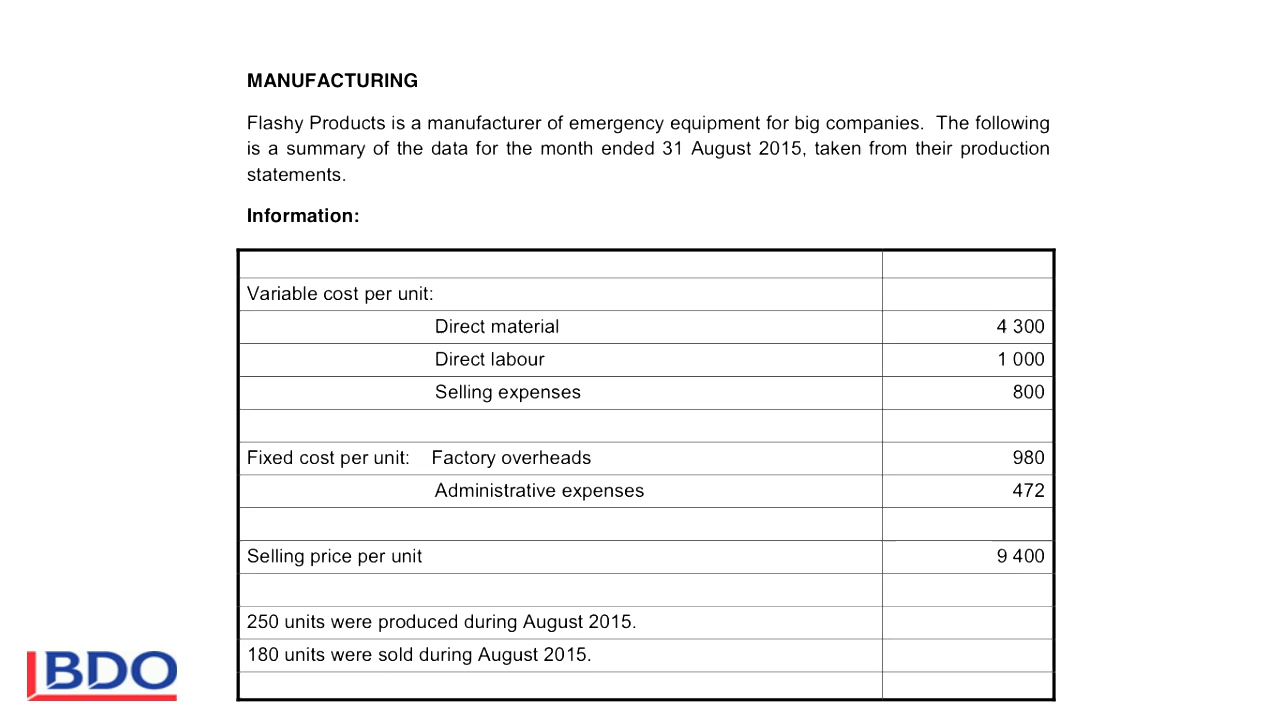 MANUFACTURING
Flashy Products is a manufacturer of emergency equipment for big companies. The following
is a summary of the data for the month ended 31 August 2015, taken from their production
statements.
Information:
Variable cost per unit:
Direct material 4 300
Direct labour 1 000
Selling expenses 800
Fixed cost per unit: Factory overheads 980
Administrative expenses 472
Selling price per unit 9 400
250 units were produced during August 2015.
180 units were sold during August 2015.
BDO